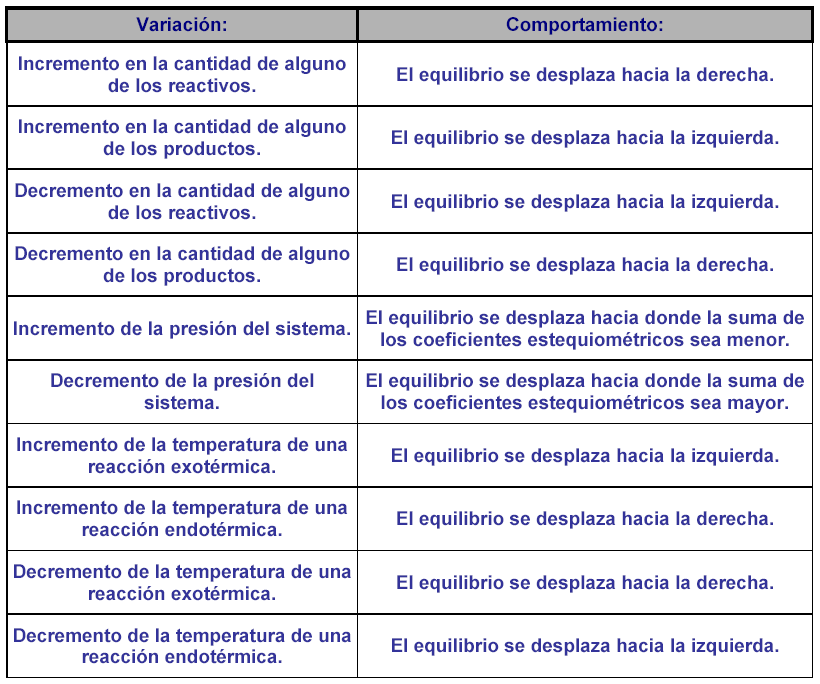 Variación:
Comportamiento:
Incremento en la cantidad de alguno
de los reactivos.
El equilibrio se desplaza hacia la derecha.
Incremento en la cantidad de alguno
de los productos.
El equilibrio se desplaza hacia la izquierda.
Decremento en la cantidad de alguno
de los reactivos.
El equilibrio se desplaza hacia la izquierda.
Decremento en la cantidad de alguno
de los productos.
El equilibrio se desplaza hacia la derecha.
Incremento de la presión del sistema.
El equilibrio se desplaza hacia donde la suma de
los coeficientes estequiométricos sea menor.
Decremento de la presión del
sistema.
El equilibrio se desplaza hacia donde la suma de
los coeficientes estequiométricos sea mayor.
Incremento de la temperatura de una
reacción exotérmica.
El equilibrio se desplaza hacia la izquierda.
Incremento de la temperatura de una
reacción endotérmica.
El equilibrio se desplaza hacia la derecha.
Decremento de la temperatura de una
reacción exotérmica.
El equilibrio se desplaza hacia la derecha.
Decremento de la temperatura de una
reacción endotérmica.
El equilibrio se desplaza hacia la izquierda.